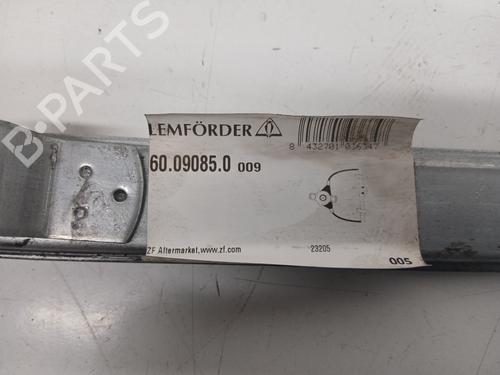 LEMFÖRDER
8 432701 036347
60.09085.0 009
ZF Aftermarket.www.zf.com
23205
005
B-PARTS